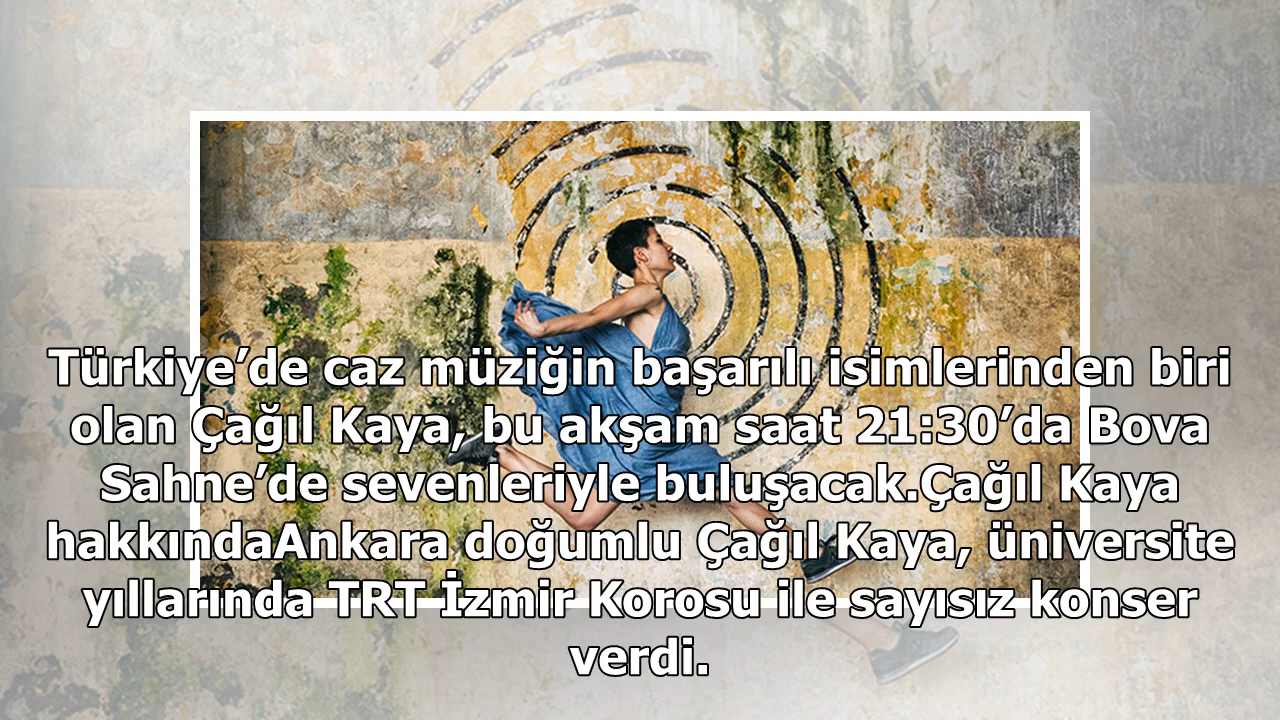 Türkiye’de caz müziğin başarılı isimlerinden biri
olan Çağıl Kaya, bu akşam saat 21:30’da Bova
Sahne’de sevenleriyle buluşacak.Çağıl Kaya
hakkındaAnkara doğumlu Çağıl Kaya, üniversite
yıllarında TRT İzmir Korosu ile sayısız konser
verdi.